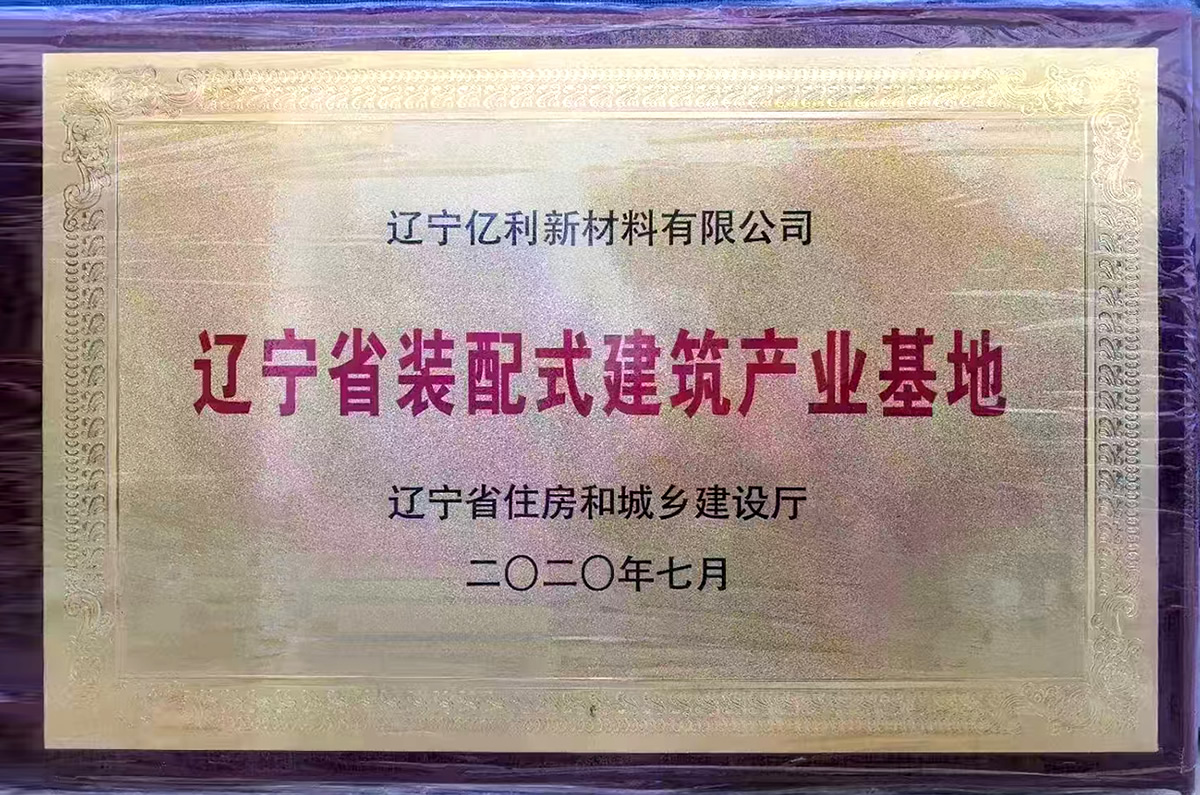 辽宁亿利新材料有限公司
辽宁省装配式建筑产业基地
辽宁省住房和城乡建设厅
二〇二〇年七月